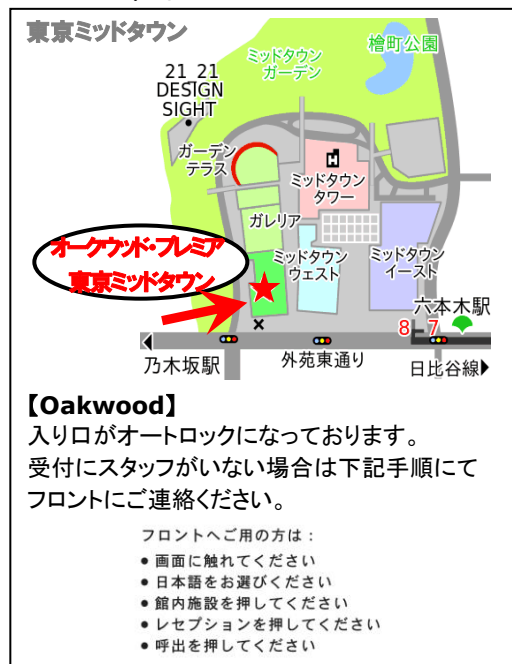 東京ミッドタウン
檜町公園
ミッドタウン
ガーデン
21_21
DESIGN
SIGHT
ガーデン
テラス
ミッドタウン
タワー
ガレリア
オークウッド・プレミア
東京ミッドタウン
ミッドタウン
ウェスト
ミッドタウン
イースト
六本木駅
8
7
乃木坂駅
外苑東通り
日比谷線
【Oakwood】
入り口がオートロックになっております。
受付にスタッフがいない場合は下記手順にて
フロントにご連絡ください。
フロントへご用の方は：
● 画面に触れてください
● 日本語をお選びください
● 館内施設を押してください
● レセプションを押してください
● 呼出を押してください